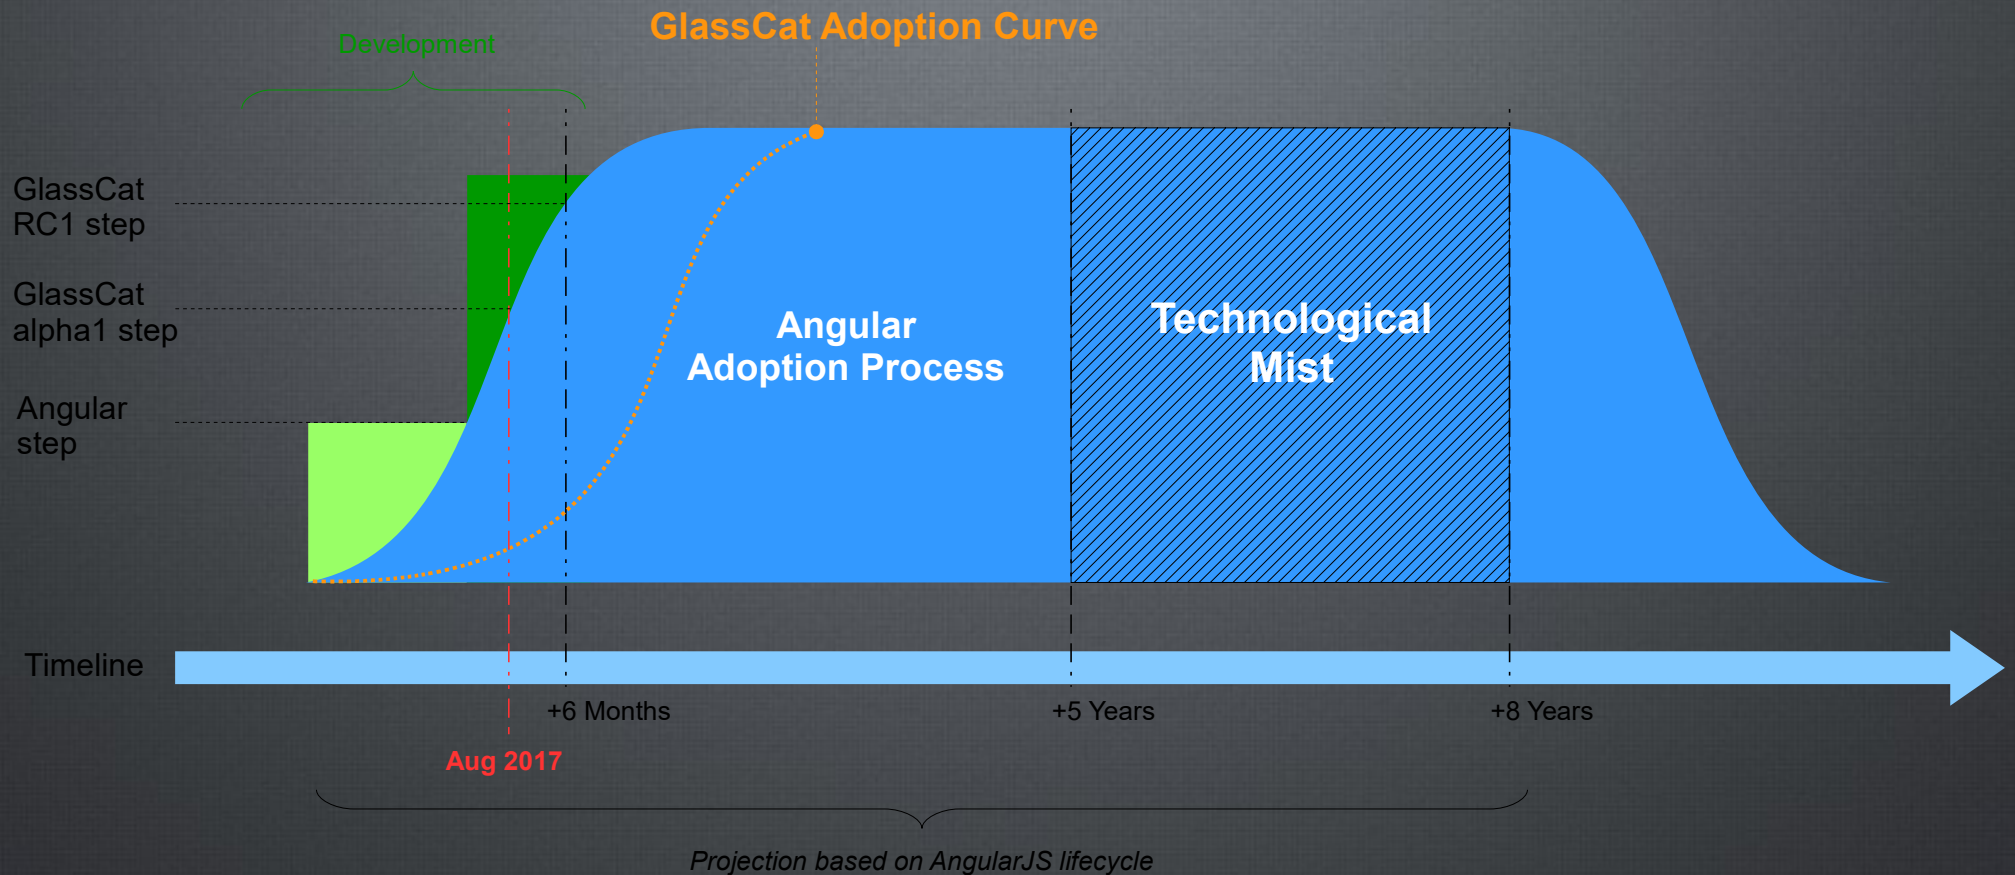 GlassCat Adoption Curve
Development
GlassCat
RC1 step
GlassCat
alpha1 step
Angular
step
Angular
Adoption Process
Technological
Mist
Timeline
+6 Months
+5 Years
+8 Years
Aug 2017
Projection based on AngularJS lifecycle